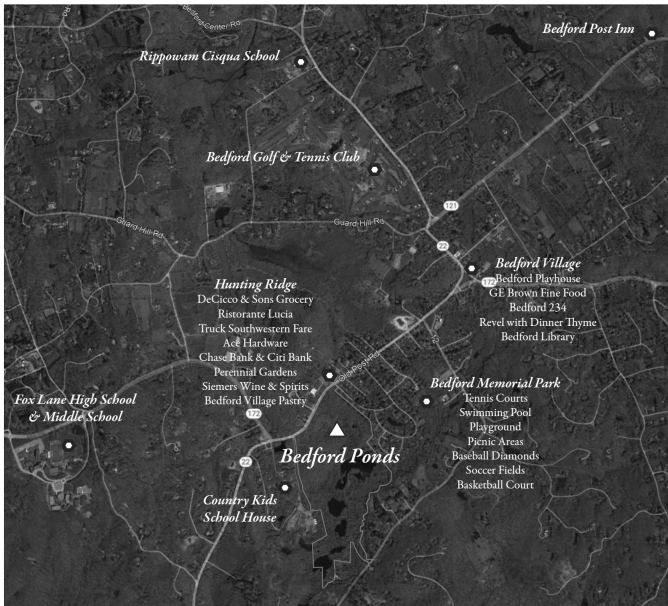 Rd
Bedford Center Rd
Bedford Post Inn
Rippowam Cisqua School
Bedford Golf & Tennis Club
121
Guard Hill Rd
Guard Hill Rd
22
Bedford Village
172
Bedford Playhouse
GE Brown Fine Food
Bedford 234
Revel with Dinner Thyme
Bedford Library
Hunting Ridge
DeCicco & Sons Grocery
Ristorante Lucia
Truck Southwestern Fare
Ace Hardware
Chase Bank & Citi Bank
Perennial Gardens
Siemers Wine & Spirits
Bedford Village Pastry
Old Post Rd
Fox Lane High School
& Middle School
172
22
Bedford Memorial Park
Tennis Courts
Swimming Pool
Playground
Picnic Areas
Baseball Diamonds
Soccer Fields
Basketball Court
Bedford Ponds
Country Kids
School House